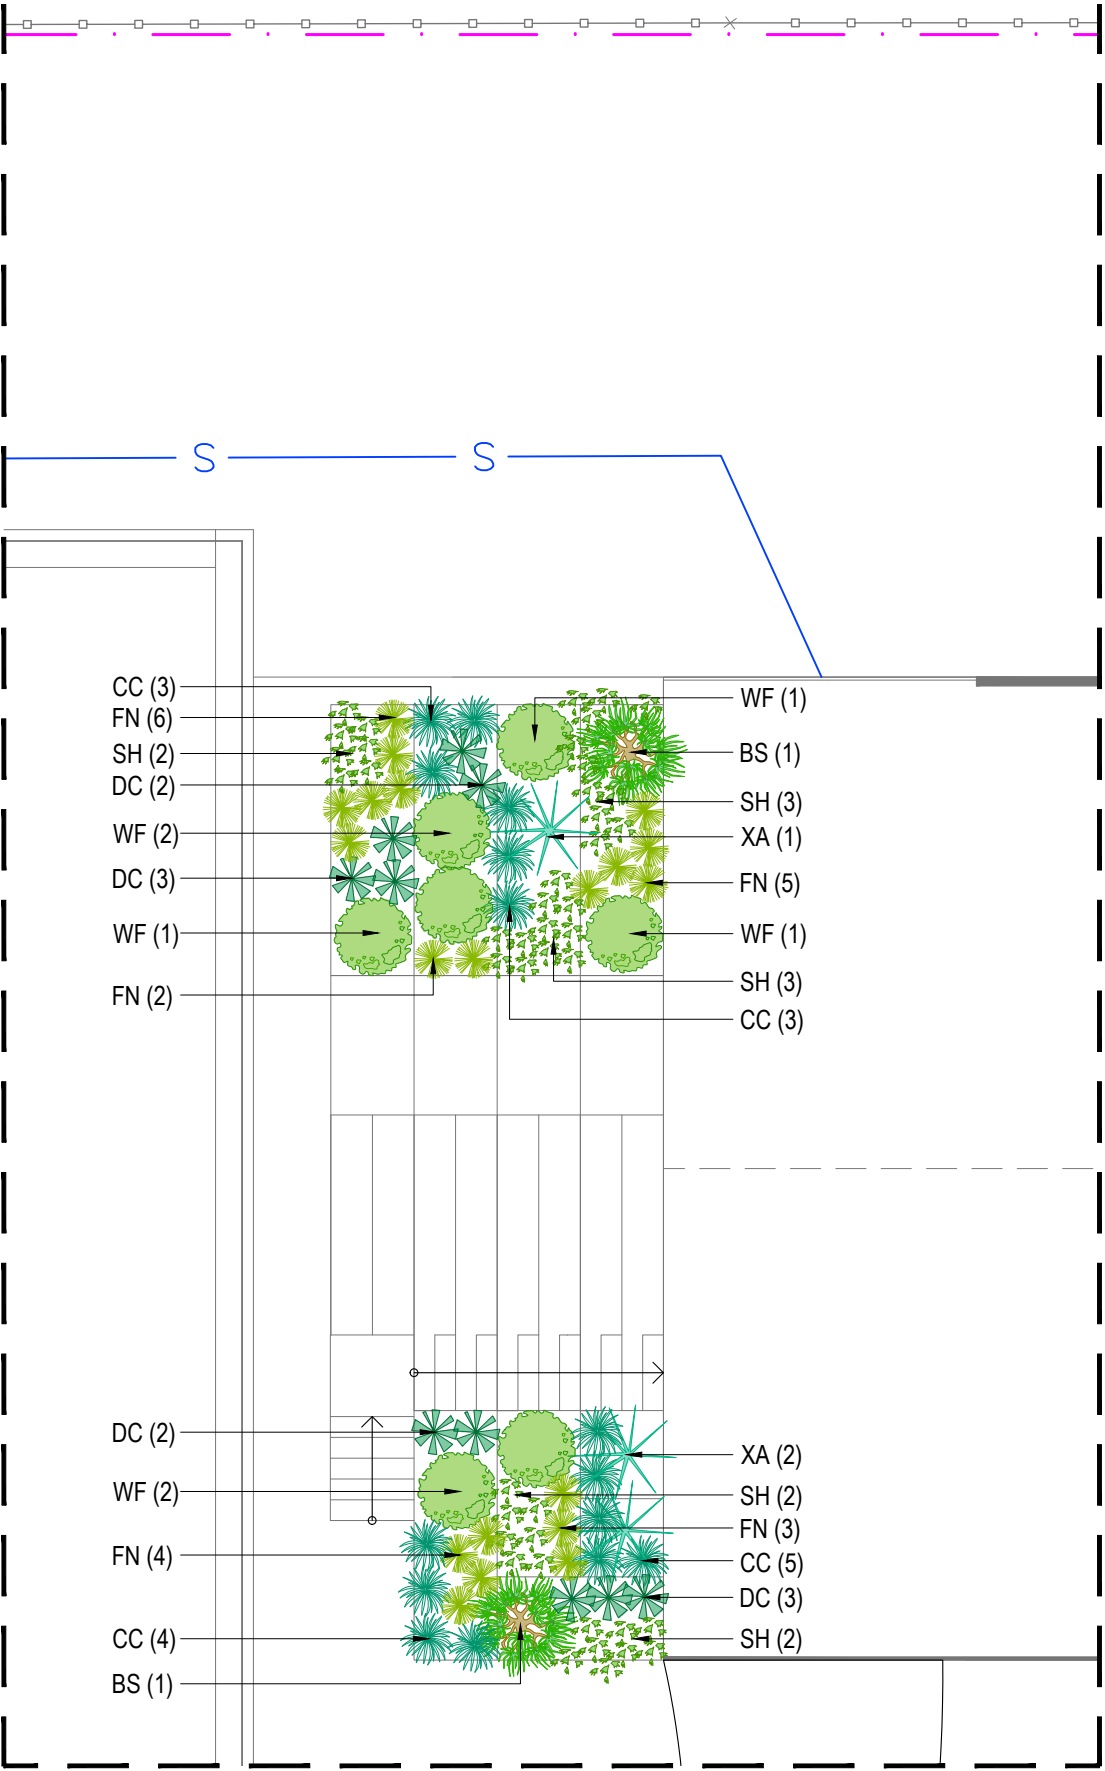 S S
CC (3)
FN (6)
SH (2)
DC (2)
WF (2)
DC (3)
WF (1)
FN (2)
WF (1)
BS (1)
SH (3)
XA (1)
FN (5)
WF (1)
SH (3)
CC (3)
DC (2)
WF (2)
FN (4)
CC (4)
BS (1)
XA (2)
SH (2)
FN (3)
CC (5)
DC (3)
SH (2)